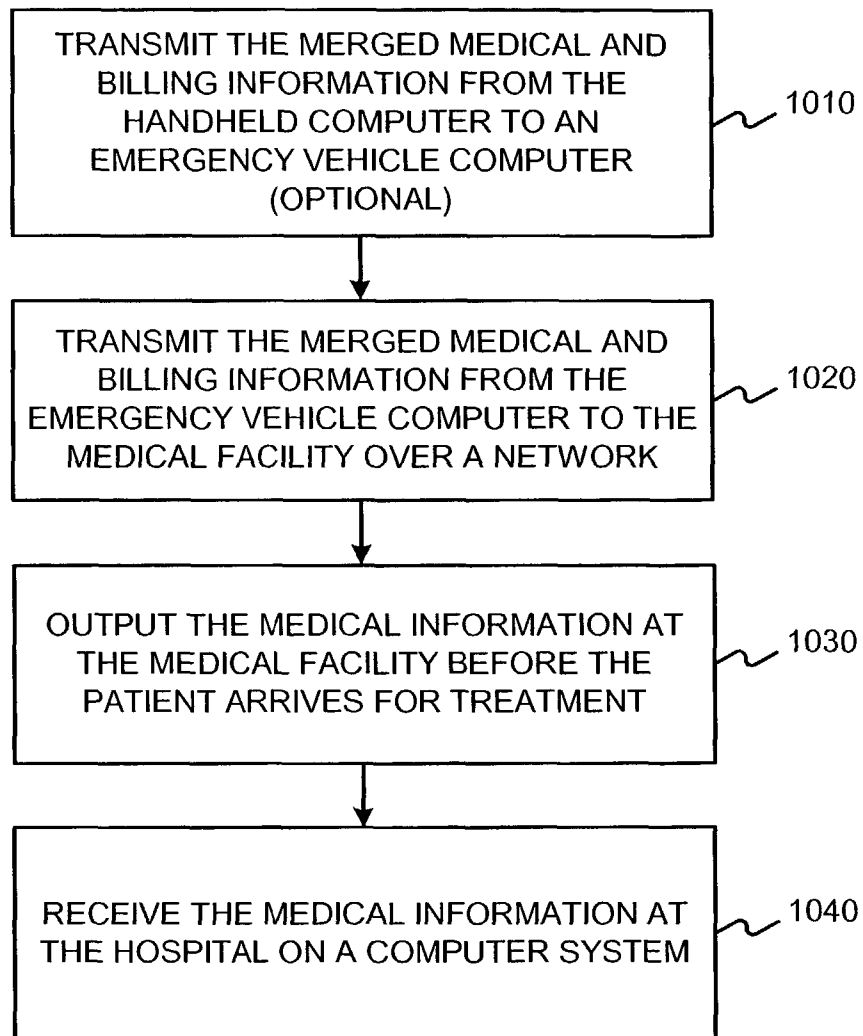 TRANSMIT THE MERGED MEDICAL AND
BILLING INFORMATION FROM THE
HANDHELD COMPUTER TO AN
EMERGENCY VEHICLE COMPUTER
(OPTIONAL)
1010
TRANSMIT THE MERGED MEDICAL AND
BILLING INFORMATION FROM THE
EMERGENCY VEHICLE COMPUTER TO THE
MEDICAL FACILITY OVER A NETWORK
1020
OUTPUT THE MEDICAL INFORMATION AT
THE MEDICAL FACILITY BEFORE THE
PATIENT ARRIVES FOR TREATMENT
1030
RECEIVE THE MEDICAL INFORMATION AT
THE HOSPITAL ON A COMPUTER SYSTEM
1040